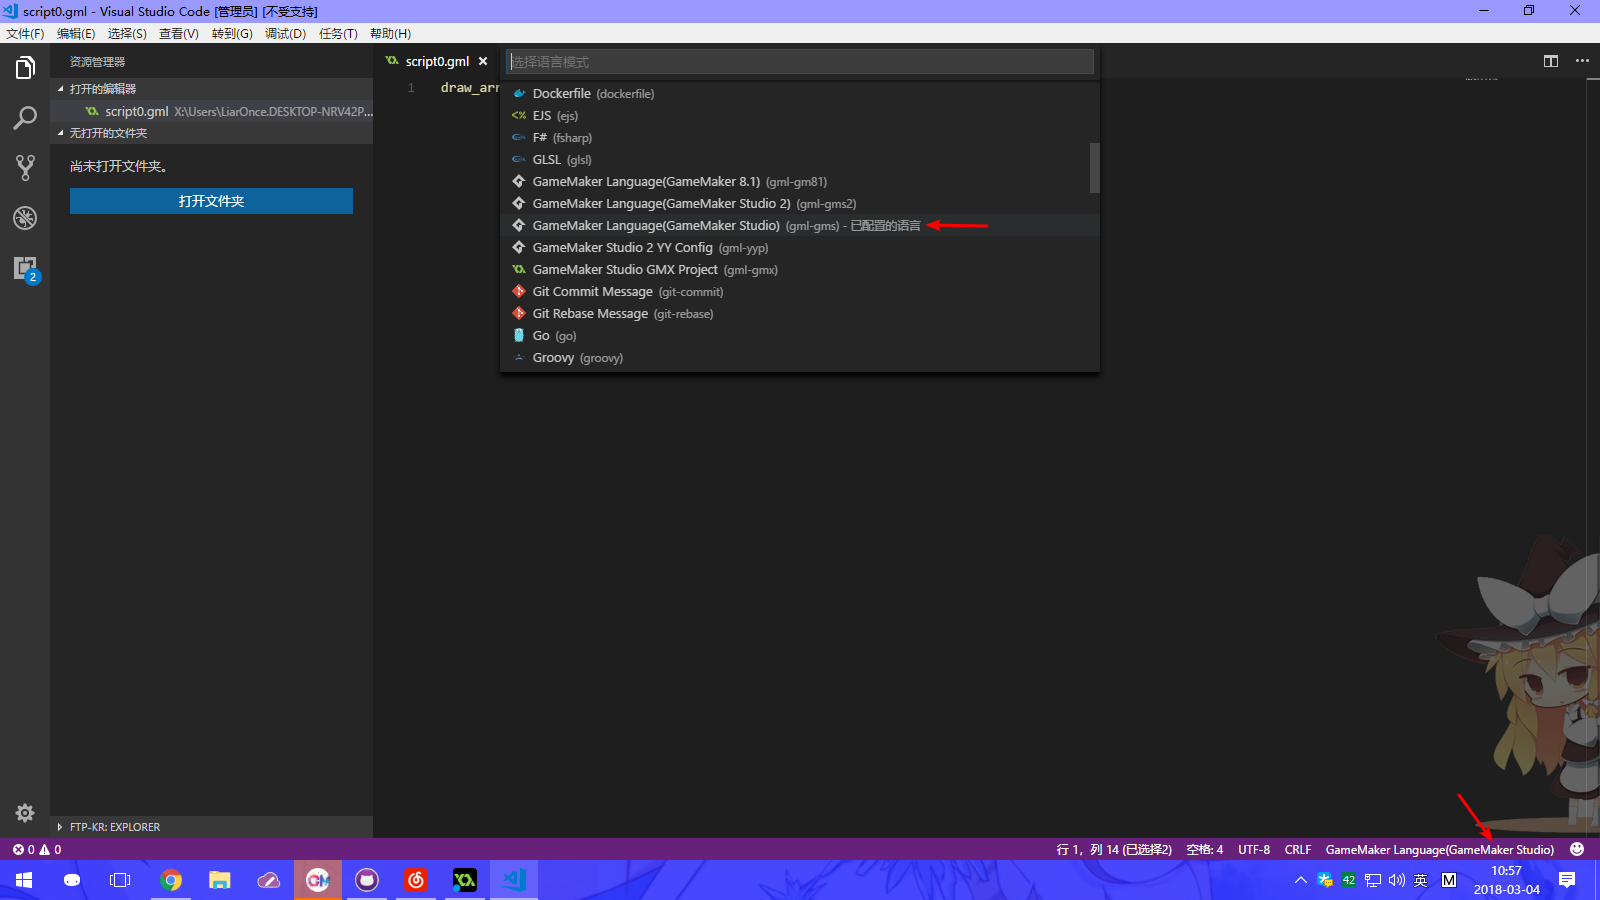 script0.gml - Visual Studio Code [管理员] [不受支持]
文件(F) 编辑(E) 选择(S) 查看(V) 转到(G) 调试(D) 任务(T) 帮助(H)
资源管理器
打开的编辑器
script0.gml X:\Users\LiarOnce.DESKTOP-NRV42P...
无打开的文件夹
尚未打开文件夹。
打开文件夹
FTP-KR: EXPLORER
2
script0.gml
1 draw_arr
选择语言模式
Dockerfile (dockerfile)
EJS (ejs)
F# (fsharp)
GLSL (glsl)
GameMaker Language(GameMaker 8.1) (gml-gm81)
GameMaker Language(GameMaker Studio 2) (gml-gms2)
GameMaker Language(GameMaker Studio) (gml-gms) - 已配置的语言
GameMaker Studio 2 YY Config (gml-yyp)
GameMaker Studio GMX Project (gml-gmx)
Git Commit Message (git-commit)
Git Rebase Message (git-rebase)
Go (go)
Groovy (groovy)
0 0 行 1，列 14 (已选择2) 空格: 4 UTF-8 CRLF GameMaker Language(GameMaker Studio)
42 英 M
10:57
2018-03-04